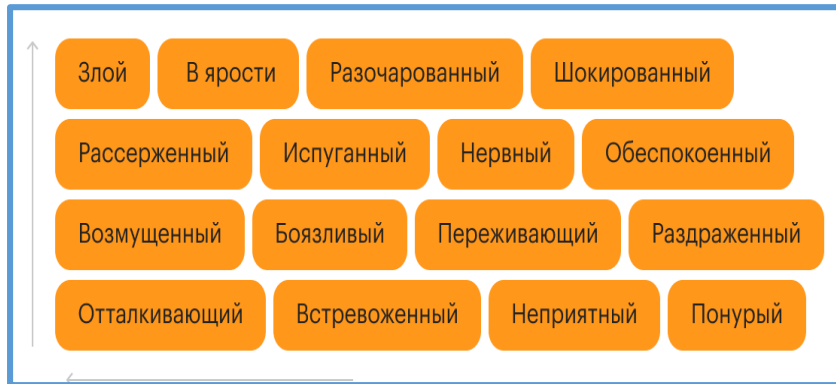 Злой В ярости Разочарованный Шокированный
Рассерженный Испуганный Нервный Обеспокоенный
Возмущенный Боязливый Переживающий Раздраженный
Отталкивающий Встревоженный Неприятный Понурый